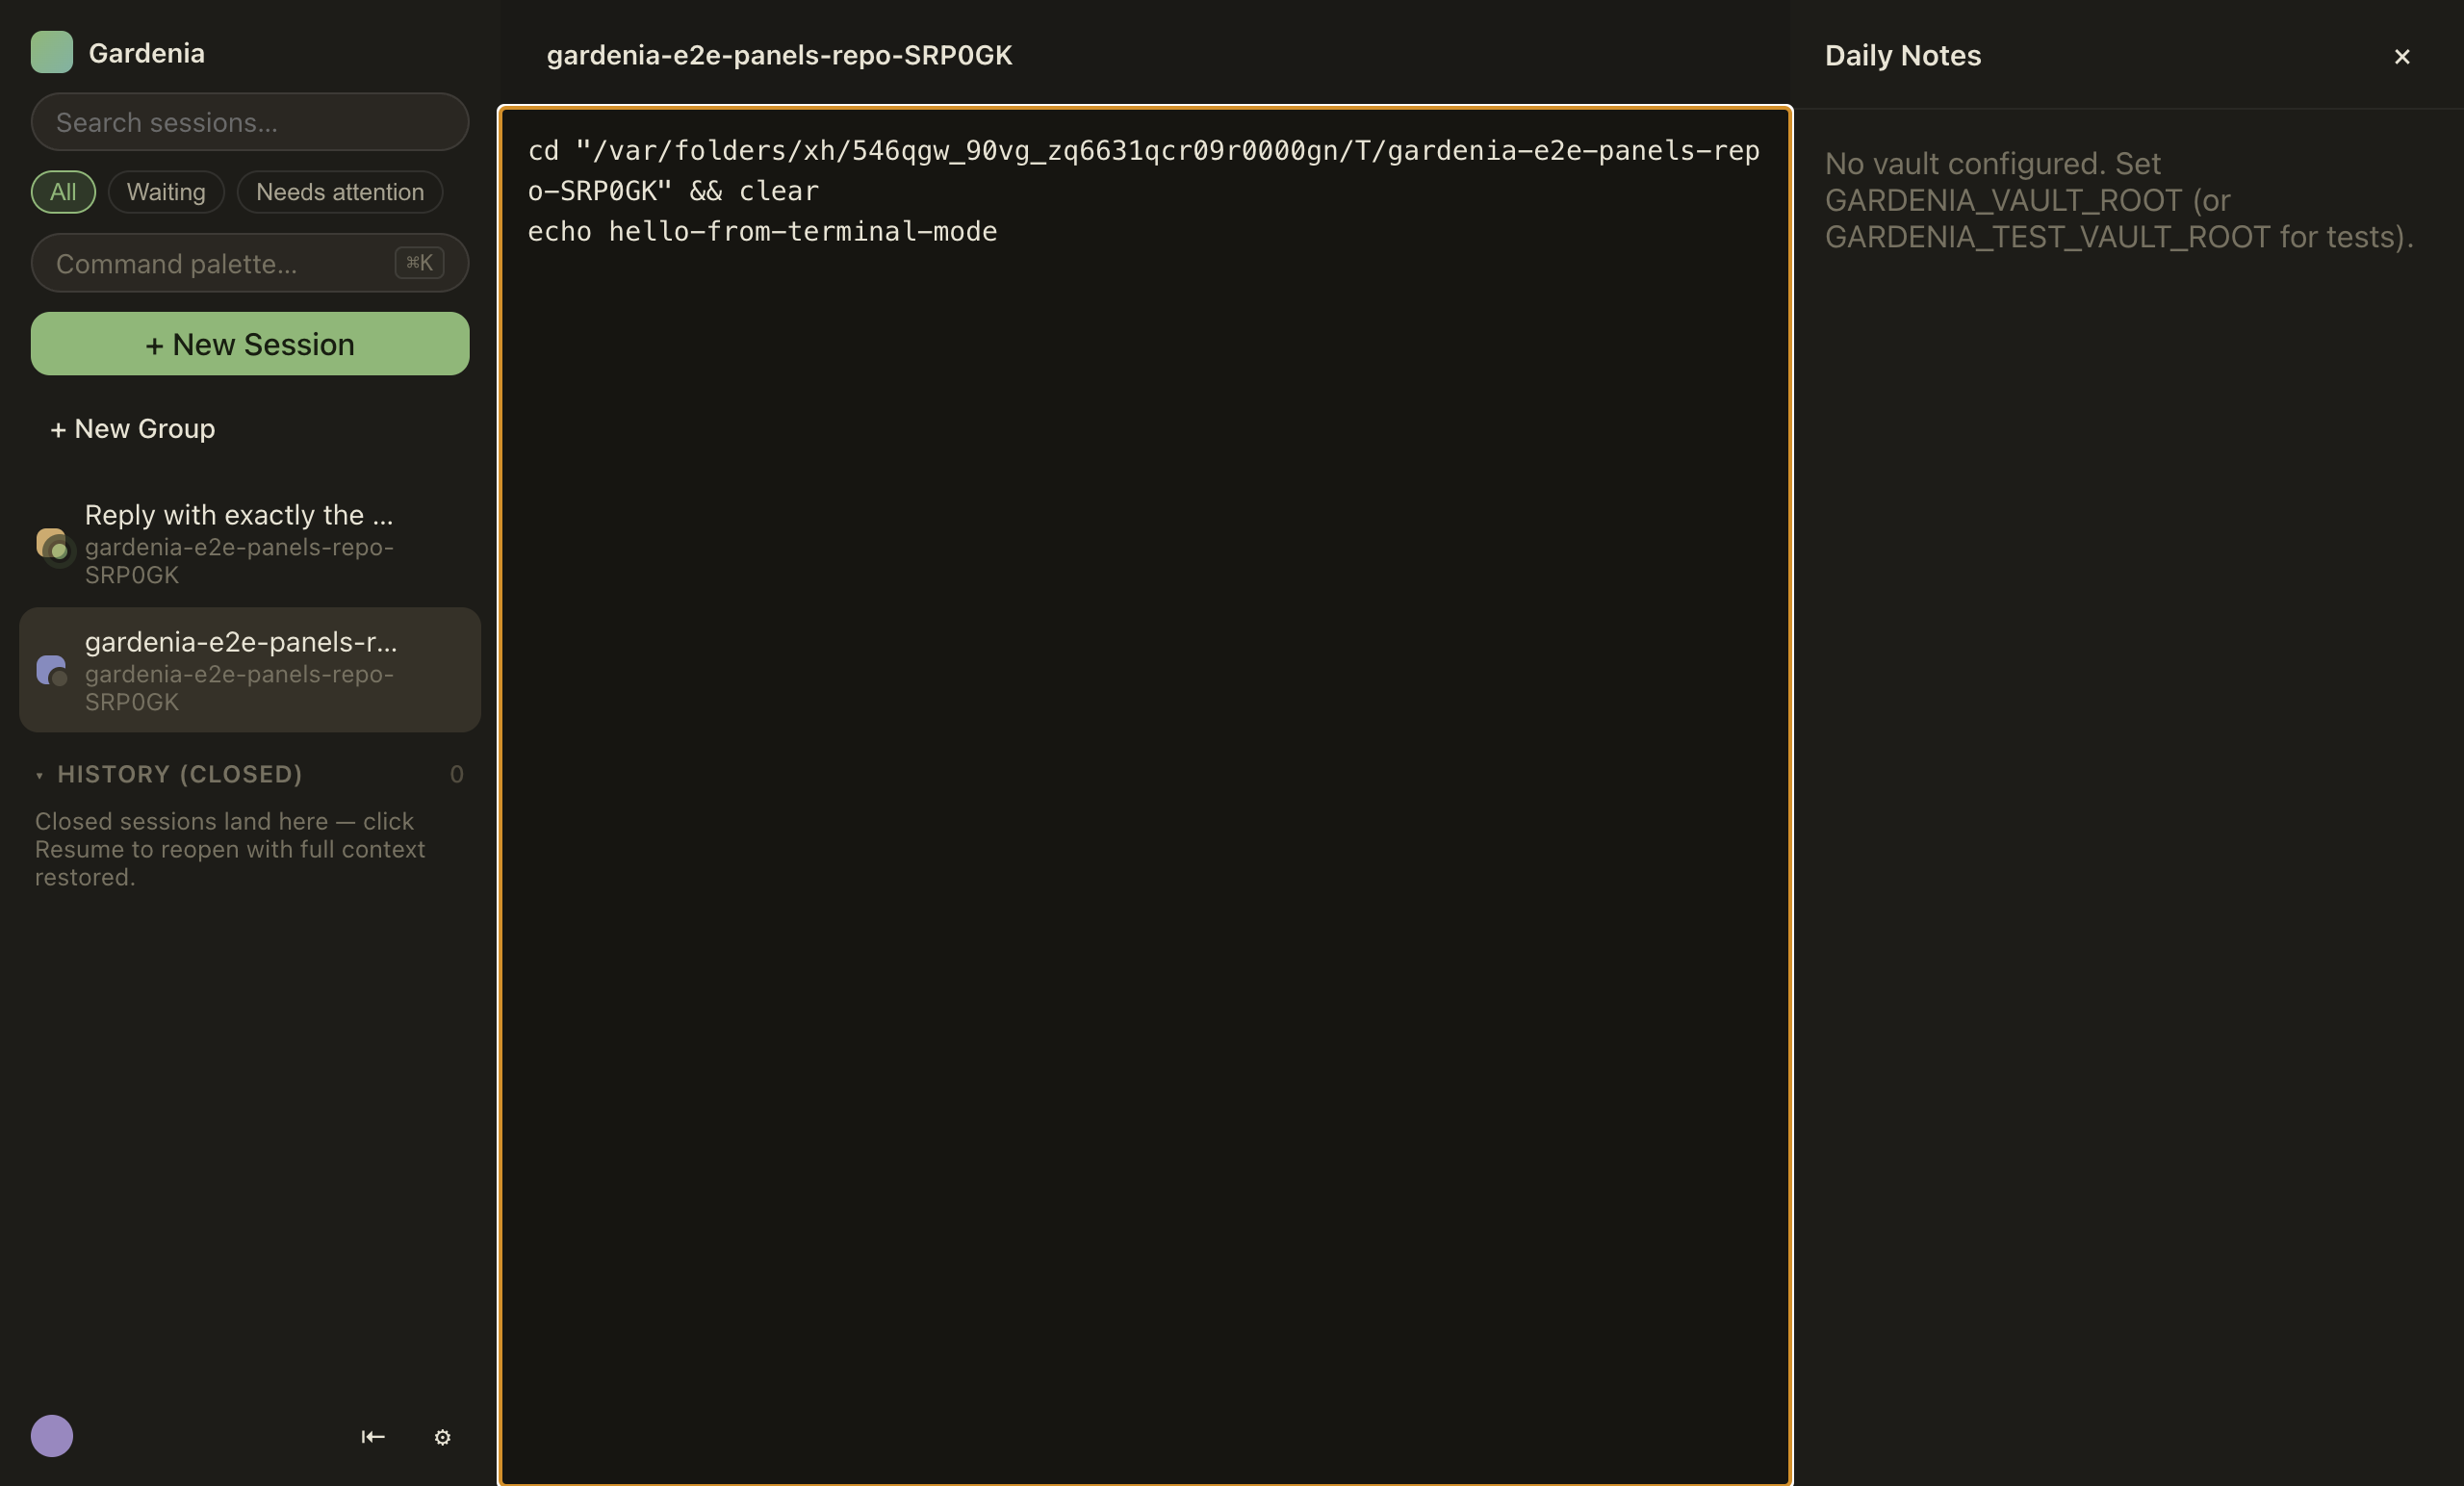 Gardenia
Search sessions...
All
Waiting
Needs attention
Command palette...
⌘K
+ New Session
+ New Group
Reply with exactly the ...
gardenia-e2e-panels-repo-
SRP0GK
gardenia-e2e-panels-r...
gardenia-e2e-panels-repo-
SRP0GK
HISTORY (CLOSED)
0
Closed sessions land here — click
Resume to reopen with full context
restored.
gardenia-e2e-panels-repo-SRP0GK
cd "/var/folders/xh/546qgw_90vg_zq6631qcr09r0000gn/T/gardenia-e2e-panels-rep
o-SRP0GK" && clear
echo hello-from-terminal-mode
Daily Notes
×
No vault configured. Set
GARDENIA_VAULT_ROOT (or
GARDENIA_TEST_VAULT_ROOT for tests).